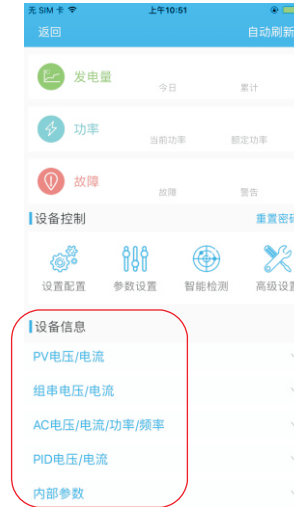 无 SIM 卡 上午10:51
返回 自动刷新
发电量
今日 累计
功率
当前功率 额定功率
故障
故障 警告
设备控制 重置密码
设置配置 参数设置 智能检测 高级设置
设备信息
PV电压/电流
组串电压/电流
AC电压/电流/功率/频率
PID电压/电流
内部参数